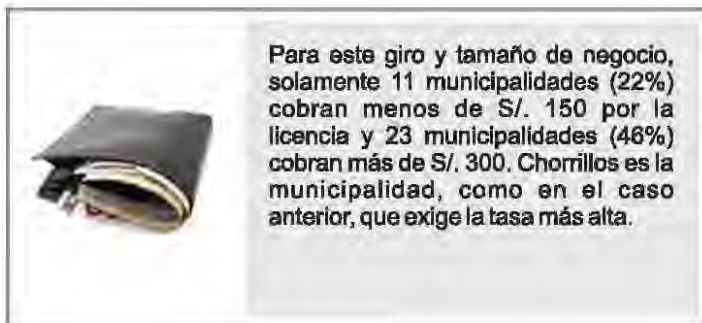 Para este giro y tamaño de negocio,
solamente 11 municipalidades (22%)
cobran menos de S/. 150 por la
licencia y 23 municipalidades (46%)
cobran más de S/. 300. Chorrillos es la
municipalidad, como en el caso
anterior, que exige la tasa más alta.